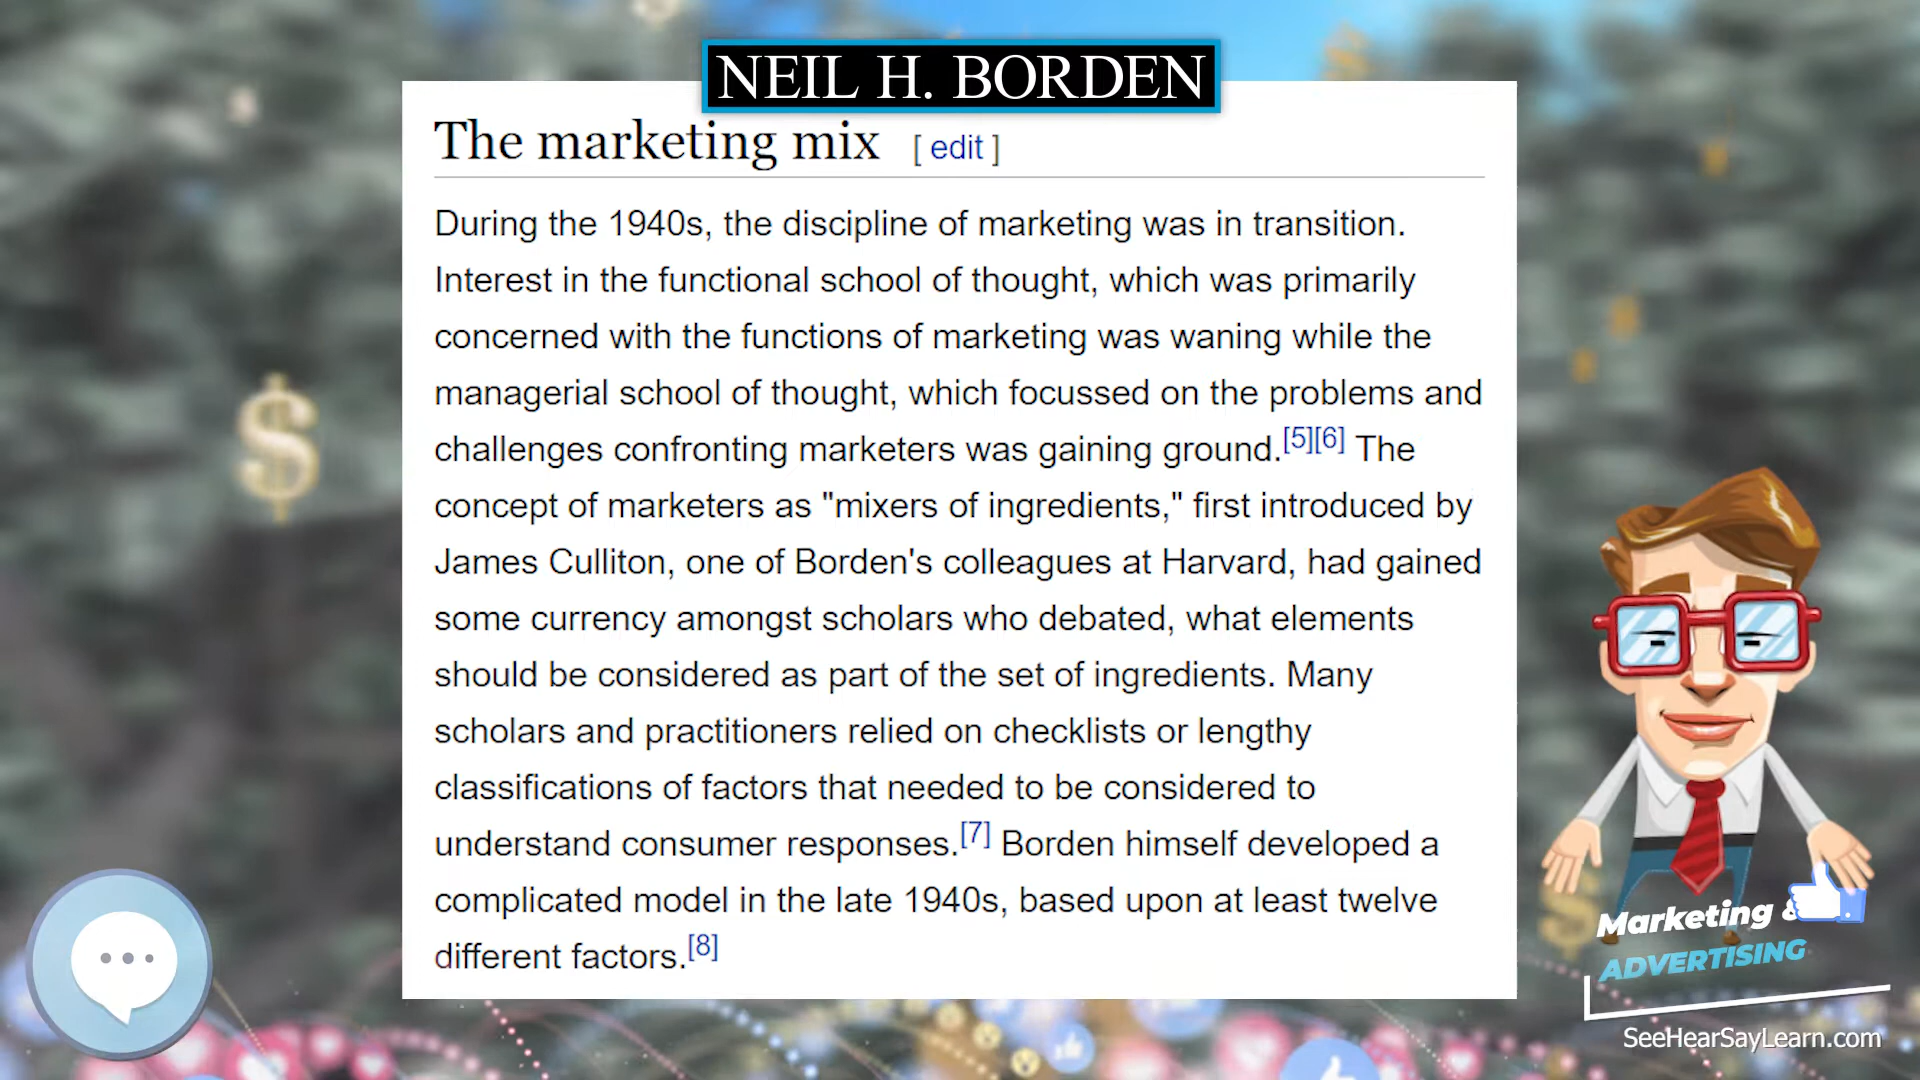 NEIL H. BORDEN
The marketing mix [ edit ]
During the 1940s, the discipline of marketing was in transition.
Interest in the functional school of thought, which was primarily
concerned with the functions of marketing was waning while the
managerial school of thought, which focussed on the problems and
challenges confronting marketers was gaining ground.[5][6] The
concept of marketers as "mixers of ingredients," first introduced by
James Culliton, one of Borden's colleagues at Harvard, had gained
some currency amongst scholars who debated, what elements
should be considered as part of the set of ingredients. Many
scholars and practitioners relied on checklists or lengthy
classifications of factors that needed to be considered to
understand consumer responses.[7] Borden himself developed a
complicated model in the late 1940s, based upon at least twelve
different factors.[8]
Marketing &
ADVERTISING
SeeHearSayLearn.com